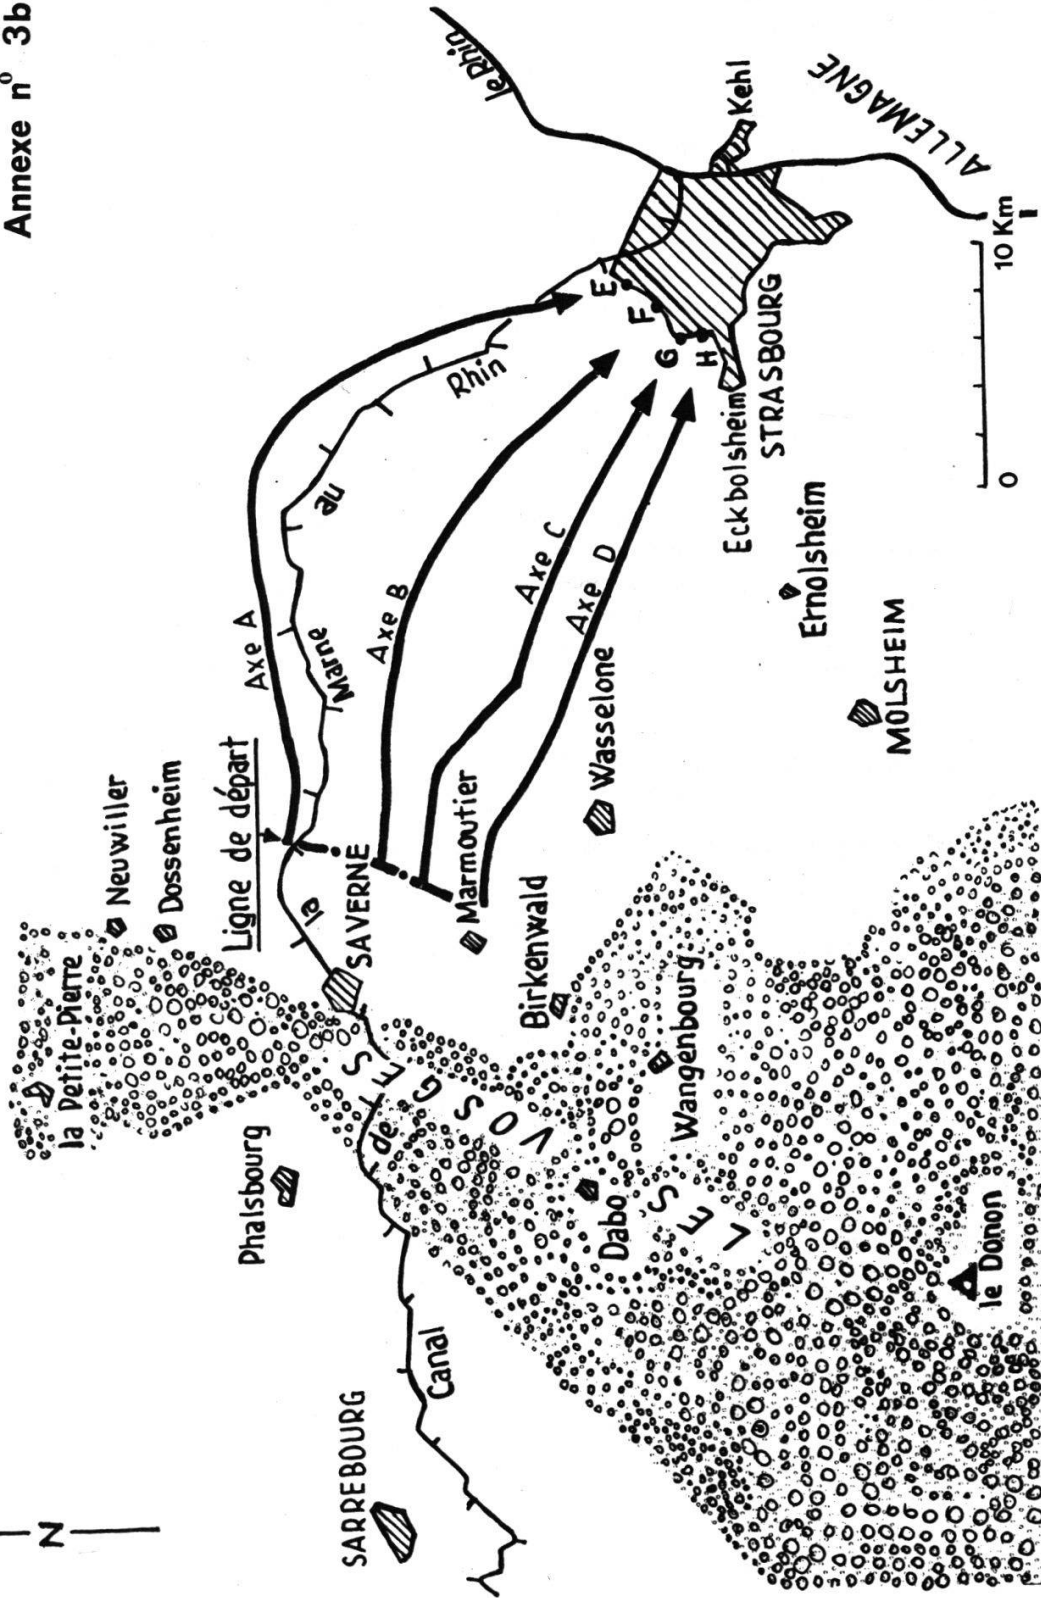 Annexe n° 3b
N
la Petite-Pierre
Neuwiller
Dossenheim
Phalsbourg
Ligne de départ
Axe A
le Rhin
SARREBOURG
SAVERNE
Canal
de
la
Marne
au
Rhin
Axe B
Marmoutier
Axe C
Axe D
E
F
G
H
Birkenwald
Wasselone
Dabo
Wangenbourg
LES VOSGES
Eckbolsheim
STRASBOURG
Kehl
Ernolsheim
MOLSHEIM
ALLEMAGNE
le Donon
0
10 Km